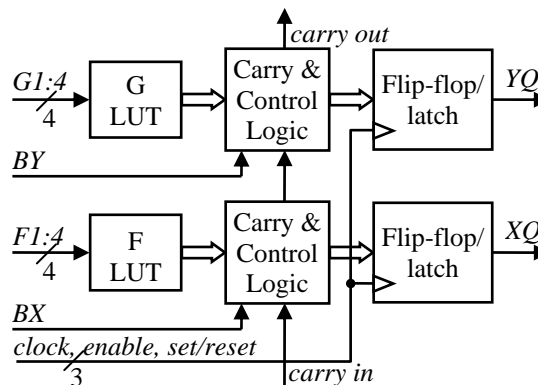 carry out
G1:4
4
G
LUT
Carry &
Control
Logic
Flip-flop/
latch
YQ
BY
F1:4
4
F
LUT
Carry &
Control
Logic
Flip-flop/
latch
XQ
BX
clock, enable, set/reset
3
carry in